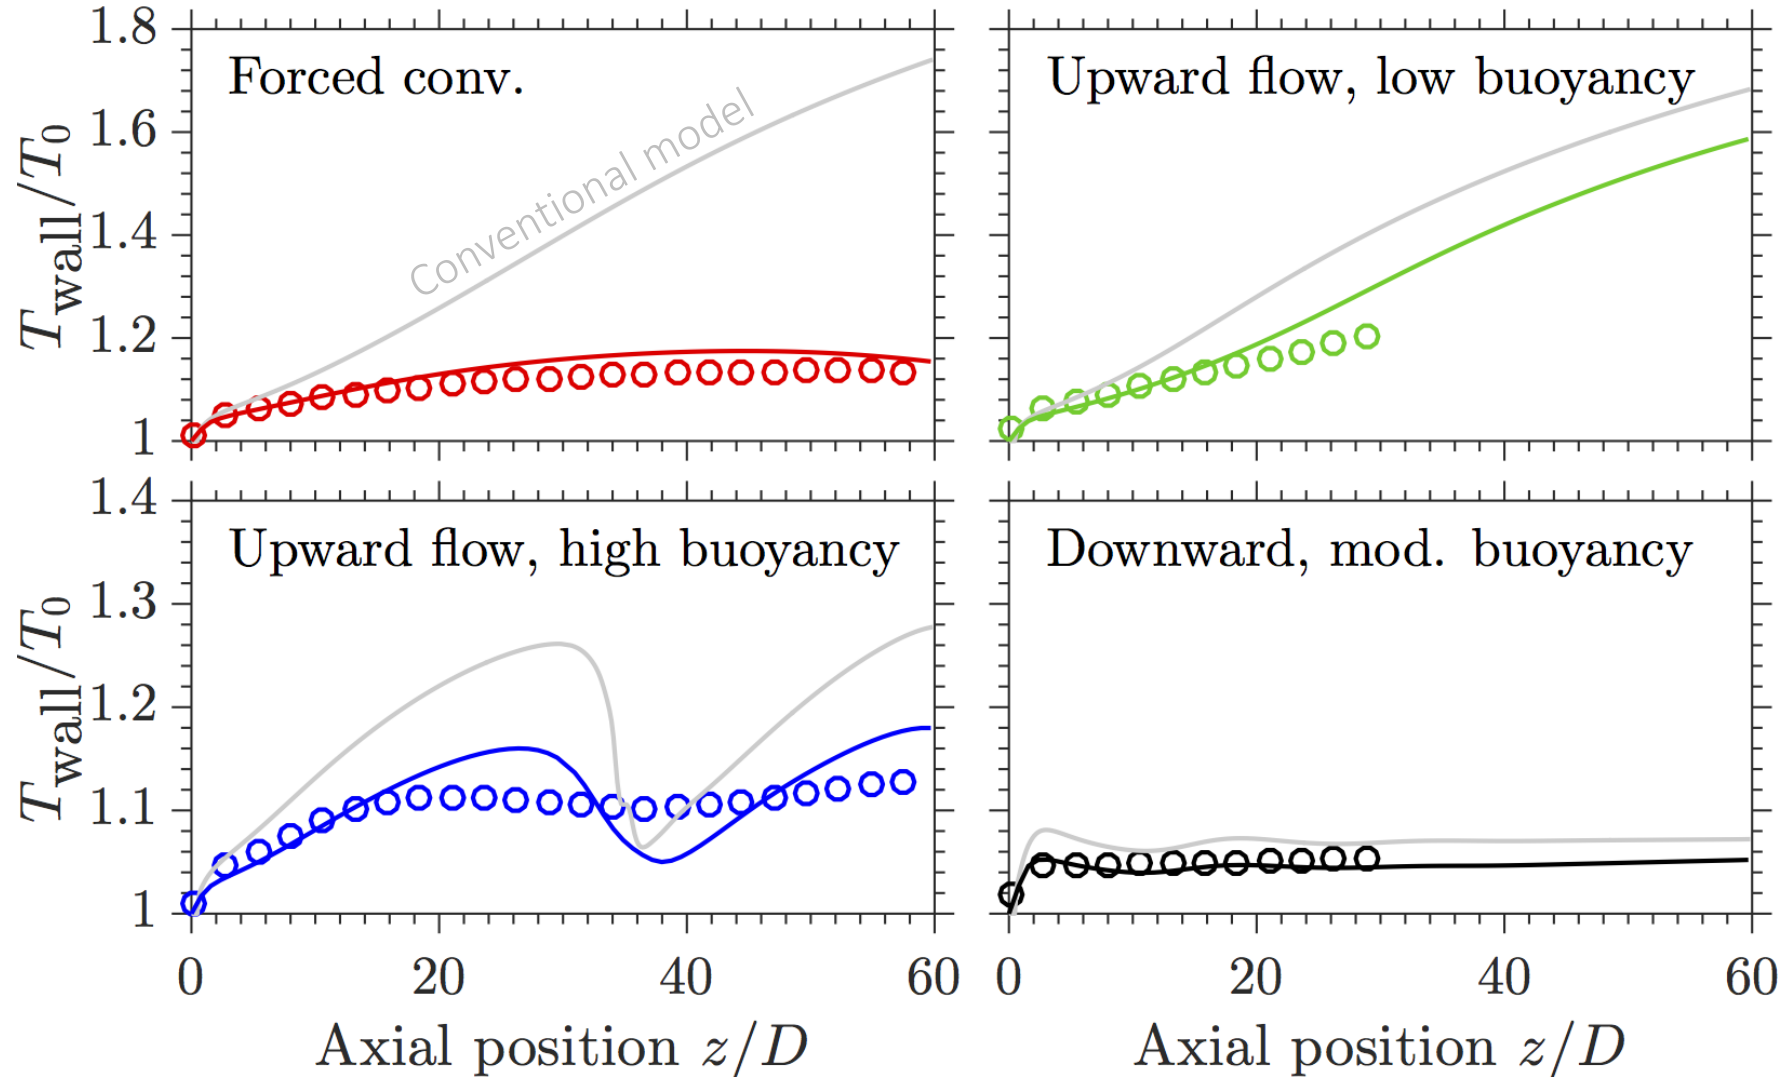 1.8
1.6
1.4
1.2
1
T_wall/T_0
Forced conv.
Conventional model
Upward flow, low buoyancy
1.4
1.3
1.2
1.1
1
T_wall/T_0
Upward flow, high buoyancy
Downward, mod. buoyancy
0 20 40 60
0 20 40 60
Axial position z/D
Axial position z/D